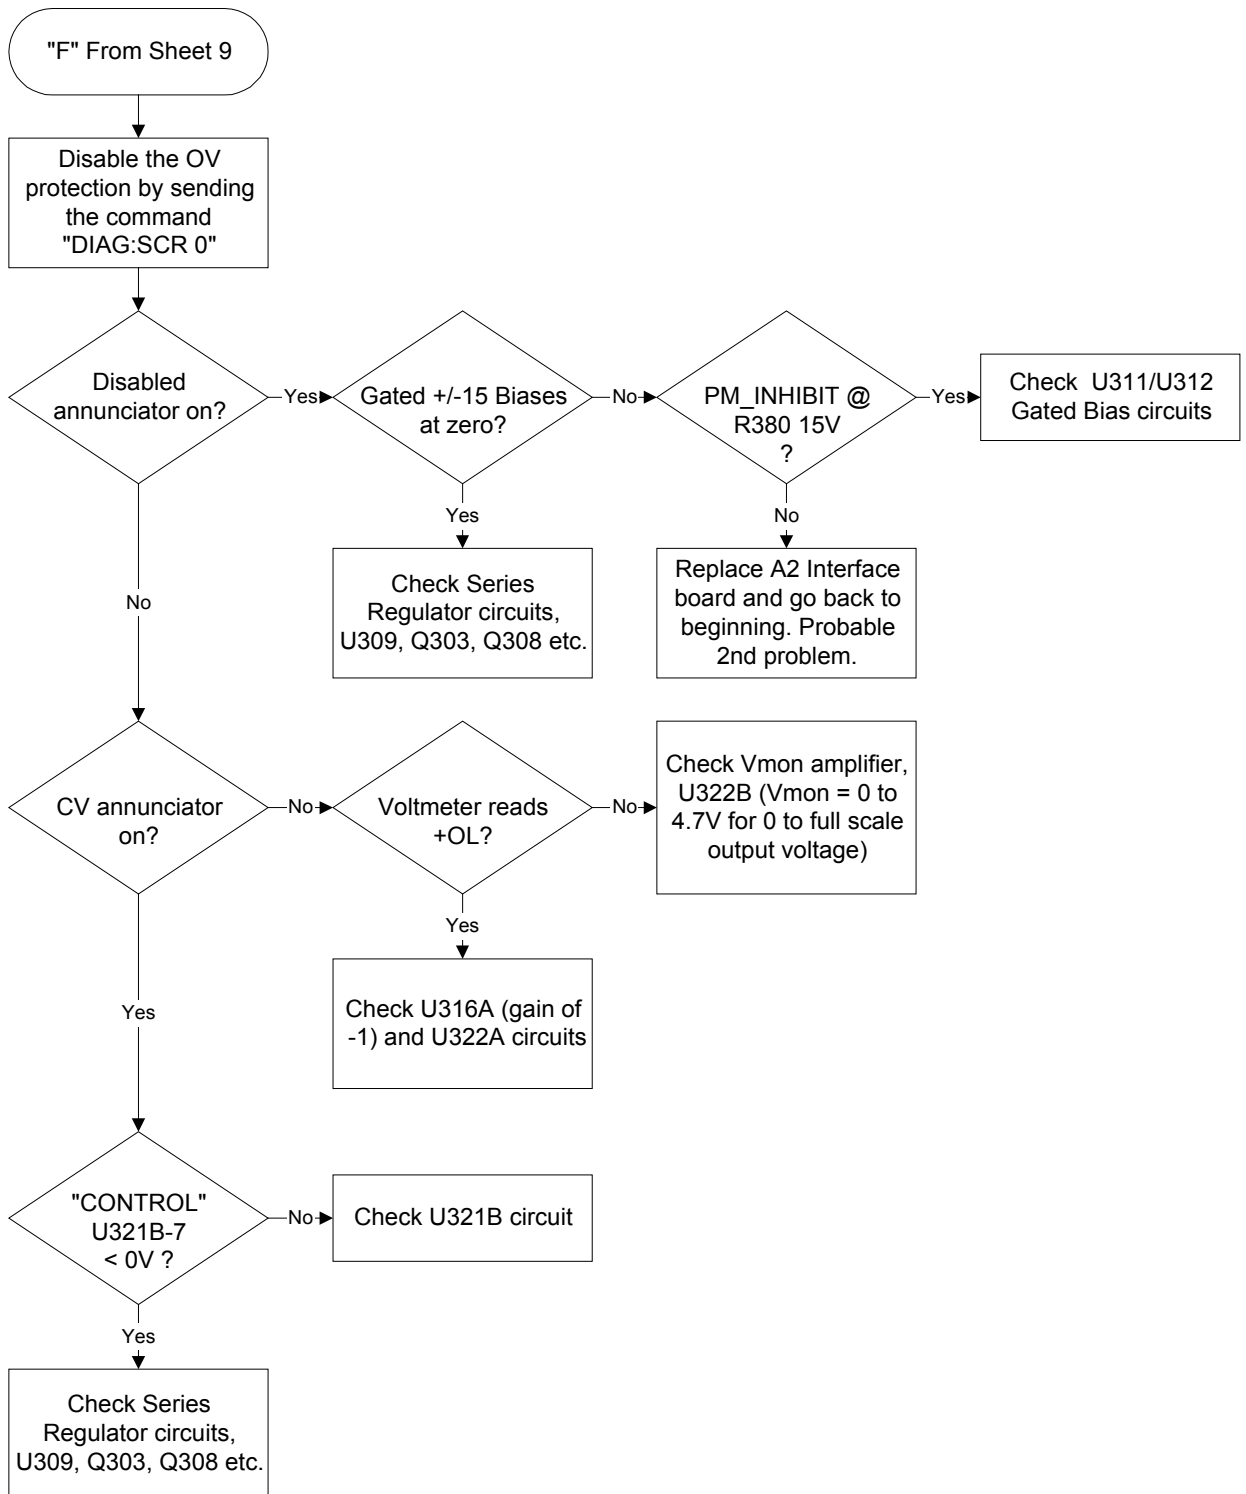 "F" From Sheet 9
Disable the OV
protection by sending
the command
"DIAG:SCR 0"
Disabled
annunciator on?
Yes
Gated +/-15 Biases
at zero?
No
PM_INHIBIT @
R380 15V
?
Yes
Check U311/U312
Gated Bias circuits
Yes
No
Check Series
Regulator circuits,
U309, Q303, Q308 etc.
Replace A2 Interface
board and go back to
beginning. Probable
2nd problem.
No
CV annunciator
on?
No
Voltmeter reads
+OL?
No
Check Vmon amplifier,
U322B (Vmon = 0 to
4.7V for 0 to full scale
output voltage)
Yes
Check U316A (gain of
-1) and U322A circuits
Yes
"CONTROL"
U321B-7
< 0V ?
No
Check U321B circuit
Yes
Check Series
Regulator circuits,
U309, Q303, Q308 etc.